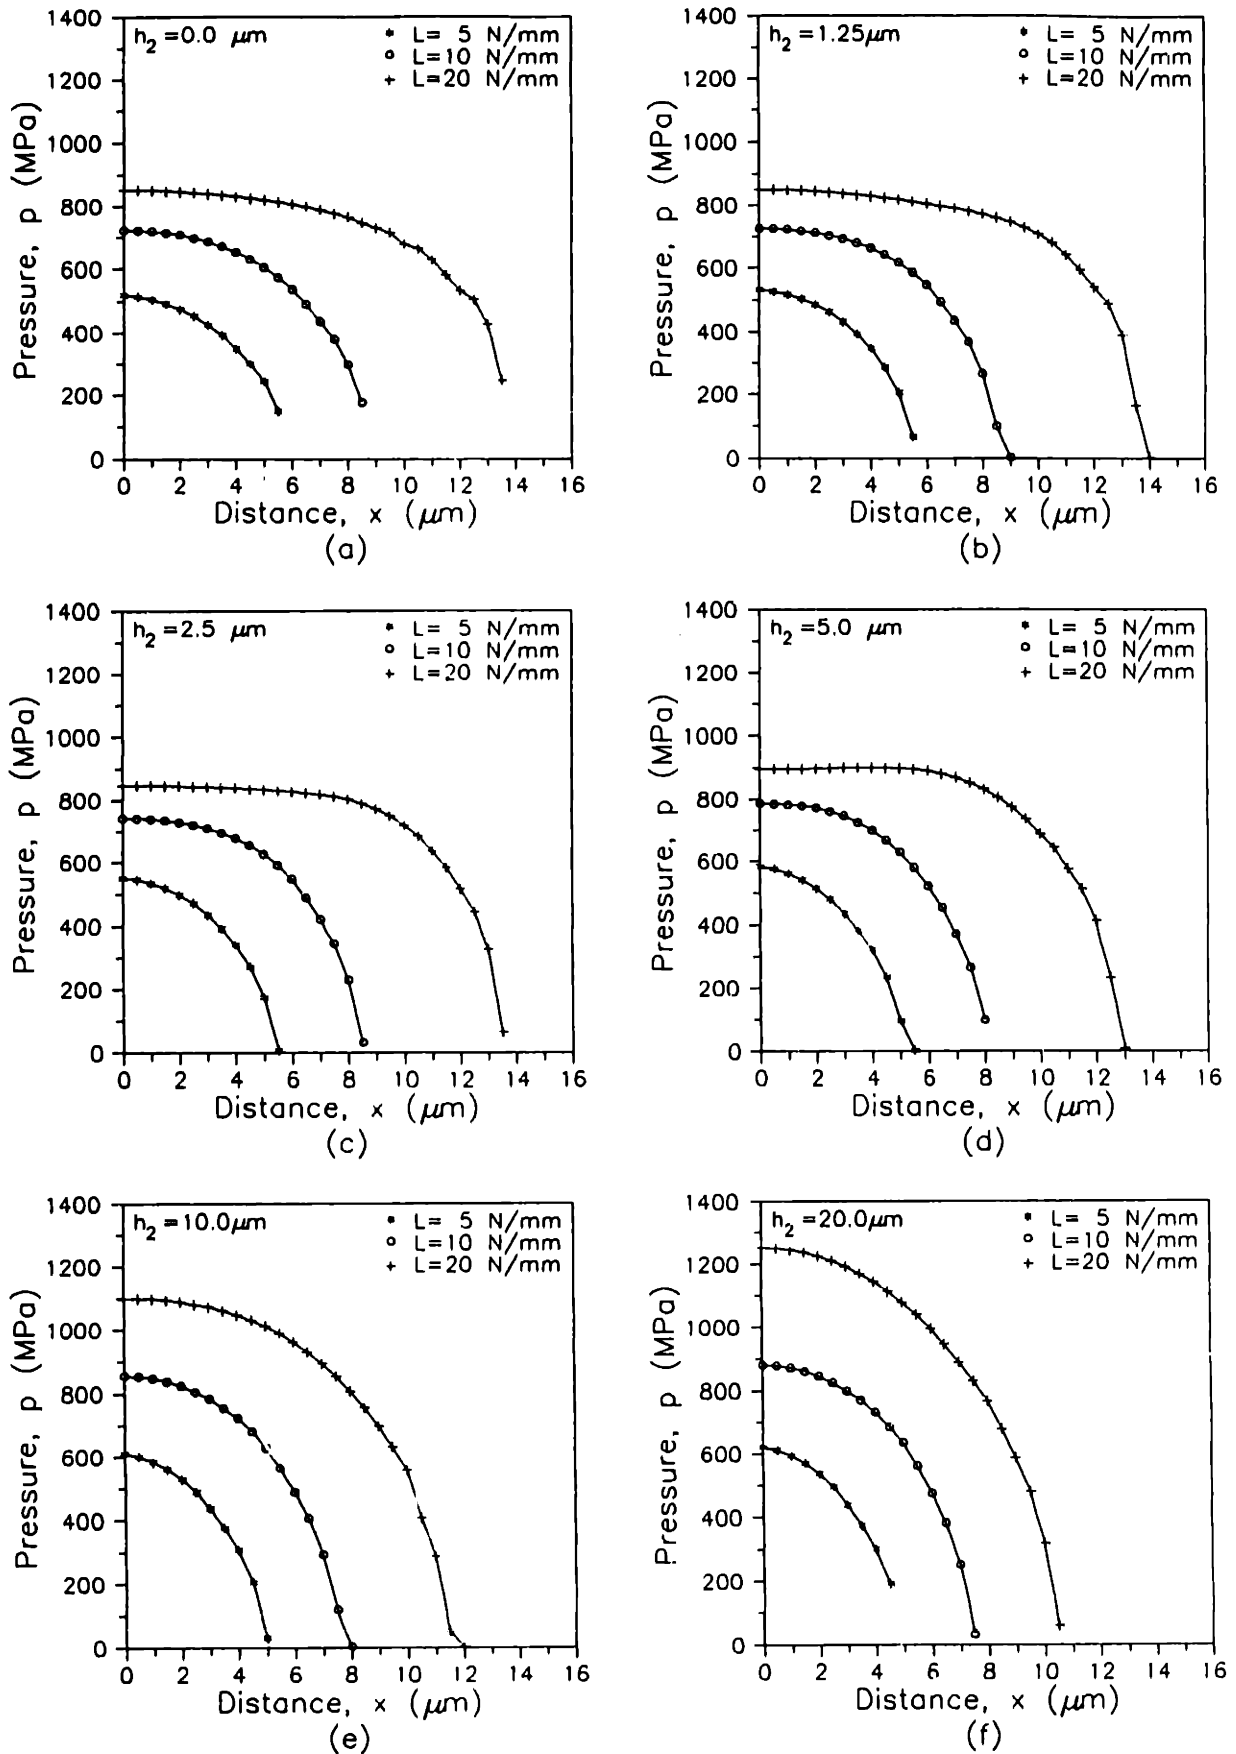 h2 =0.0 μm
L= 5 N/mm
L=10 N/mm
L=20 N/mm
1400
1200
1000
800
600
400
200
0
Pressure, p (MPa)
0 2 4 6 8 10 12 14 16
Distance, x (μm)
(a)
h2 =1.25μm
L= 5 N/mm
L=10 N/mm
L=20 N/mm
1400
1200
1000
800
600
400
200
0
Pressure, p (MPa)
0 2 4 6 8 10 12 14 16
Distance, x (μm)
(b)
h2 =2.5 μm
L= 5 N/mm
L=10 N/mm
L=20 N/mm
1400
1200
1000
800
600
400
200
0
Pressure, p (MPa)
0 2 4 6 8 10 12 14 16
Distance, x (μm)
(c)
h2 =5.0 μm
L= 5 N/mm
L=10 N/mm
L=20 N/mm
1400
1200
1000
800
600
400
200
0
Pressure, p (MPa)
0 2 4 6 8 10 12 14 16
Distance, x (μm)
(d)
h2 =10.0μm
L= 5 N/mm
L=10 N/mm
L=20 N/mm
1400
1200
1000
800
600
400
200
0
Pressure, p (MPa)
0 2 4 6 8 10 12 14 16
Distance, x (μm)
(e)
h2 =20.0μm
L= 5 N/mm
L=10 N/mm
L=20 N/mm
1400
1200
1000
800
600
400
200
0
Pressure, p (MPa)
0 2 4 6 8 10 12 14 16
Distance, x (μm)
(f)